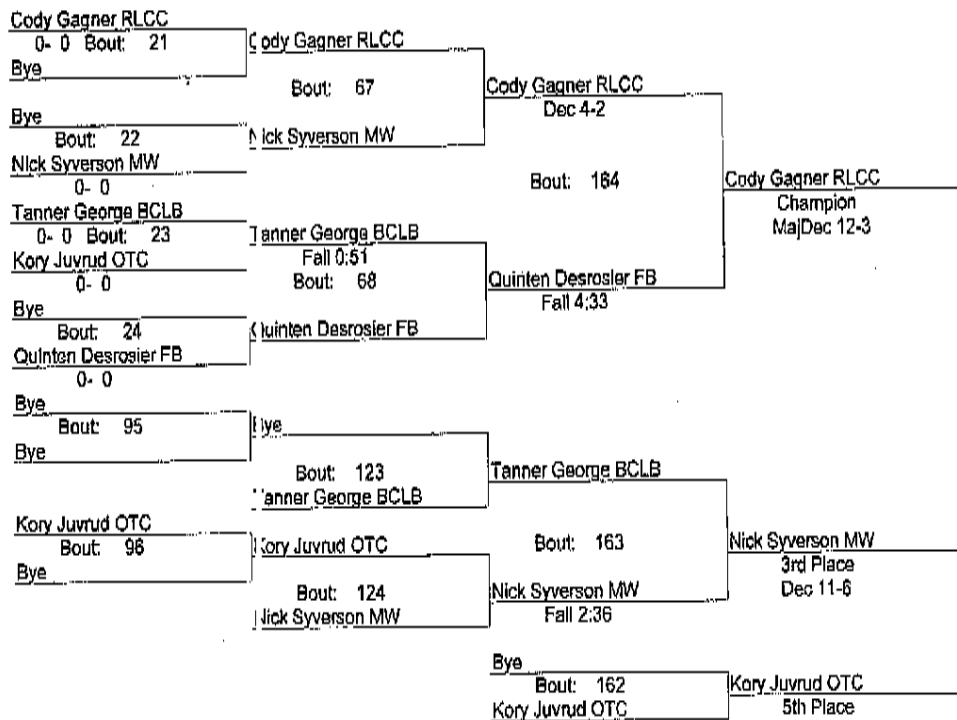 Cody Gagner RLCC
0- 0 Bout: 21
Bye
Bye
Bout: 22
Nick Syverson MW
0- 0
Tanner George BCLB
0- 0 Bout: 23
Kory Juvrud OTC
0- 0
Bye
Bout: 24
Quinten Desrosier FB
0- 0
Bye
Bout: 95
Bye
Kory Juvrud OTC
Bout: 96
Bye
Cody Gagner RLCC
Bout: 67
Nick Syverson MW
Tanner George BCLB
Fall 0:51
Bout: 68
Quinten Desrosier FB
Bye
Bout: 123
Tanner George BCLB
Kory Juvrud OTC
Bout: 124
Nick Syverson MW
Cody Gagner RLCC
Dec 4-2
Bout: 164
Quinten Desrosier FB
Fall 4:33
Tanner George BCLB
Bout: 163
Nick Syverson MW
Fall 2:36
Bye
Bout: 162
Kory Juvrud OTC
Cody Gagner RLCC
Champion
MajDec 12-3
Nick Syverson MW
3rd Place
Dec 11-6
Kory Juvrud OTC
5th Place